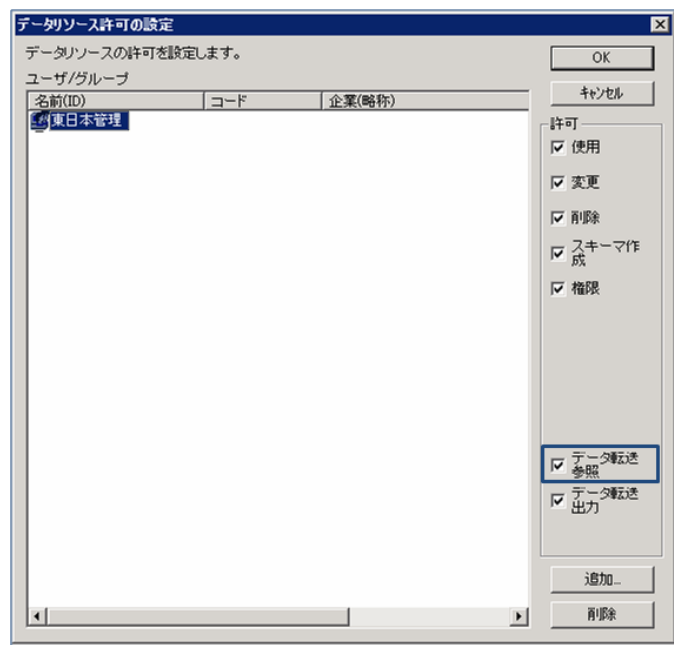 データリソース許可の設定
データリソースの許可を設定します。
OK
ユーザ/グループ
キャンセル
名前(ID) コード 企業(略称)
東日本管理
許可
使用
変更
削除
スキーマ作
成
権限
データ転送
参照
データ転送
出力
追加...
削除